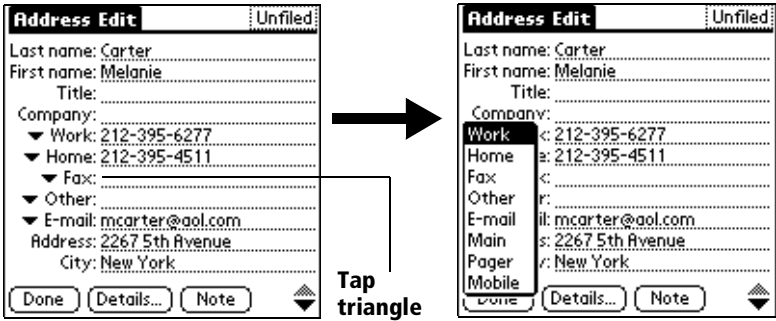 Address Edit Unfiled
Last name: Carter
First name: Melanie
Title:
Company:
Work: 212-395-6277
Home: 212-395-4511
Fax:
Other:
E-mail: mcarter@aol.com
Address: 2267 5th Avenue
City: New York
Done Details... Note
Tap
triangle
Address Edit Unfiled
Last name: Carter
First name: Melanie
Title:
Company:
Work k: 212-395-6277
Home e: 212-395-4511
Fax x:
Other r:
E-mail il: mcarter@aol.com
Main s: 2267 5th Avenue
Pager y: New York
Mobile
Done Details... Note